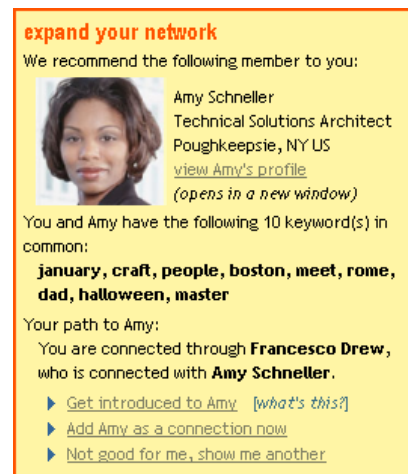 expand your network
We recommend the following member to you:
Amy Schneller
Technical Solutions Architect
Poughkeepsie, NY US
view Amy's profile
(opens in a new window)
You and Amy have the following 10 keyword(s) in
common:
january, craft, people, boston, meet, rome,
dad, halloween, master
Your path to Amy:
You are connected through Francesco Drew,
who is connected with Amy Schneller.
Get introduced to Amy [what's this?]
Add Amy as a connection now
Not good for me, show me another